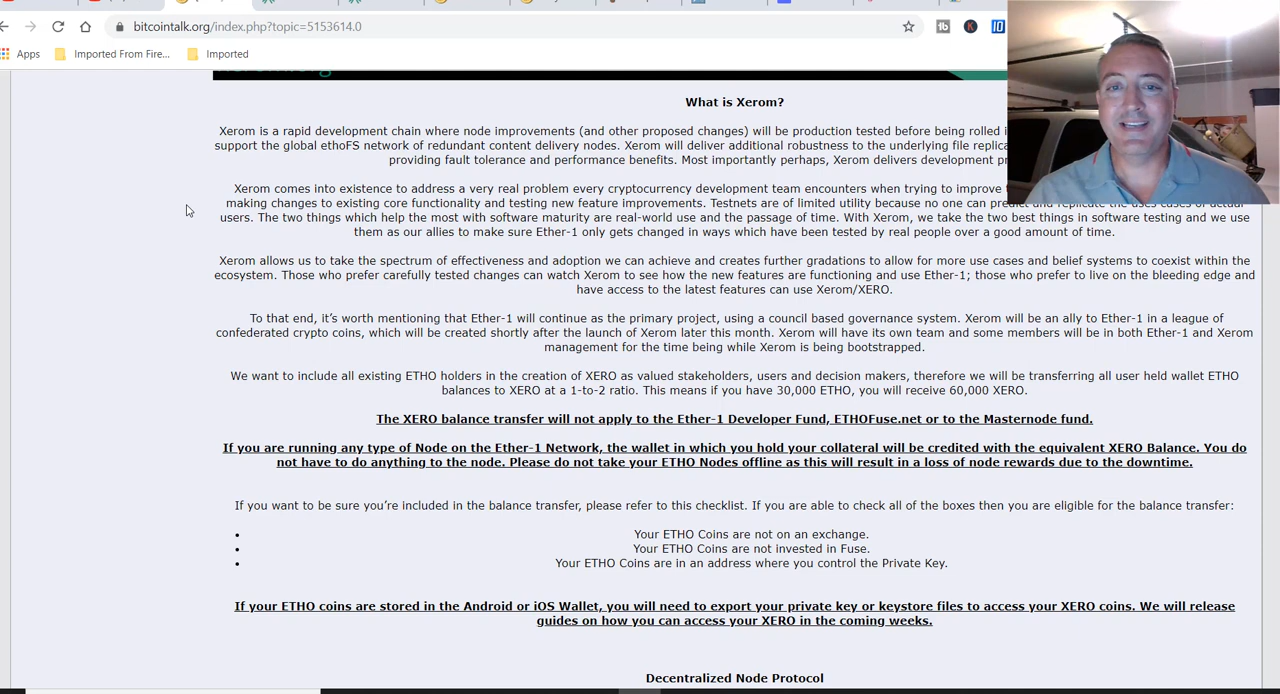 bitcointalk.org/index.php?topic=5153614.0
Apps Imported From Fire... Imported
What is Xerom?
Xerom is a rapid development chain where node improvements (and other proposed changes) will be production tested before being rolled i
support the global ethoFS network of redundant content delivery nodes. Xerom will deliver additional robustness to the underlying file replica
providing fault tolerance and performance benefits. Most importantly perhaps, Xerom delivers development pr
Xerom comes into existence to address a very real problem every cryptocurrency development team encounters when trying to improve
making changes to existing core functionality and testing new feature improvements. Testnets are of limited utility because no one can predict and replicate the uses cases of actual
users. The two things which help the most with software maturity are real-world use and the passage of time. With Xerom, we take the two best things in software testing and we use
them as our allies to make sure Ether-1 only gets changed in ways which have been tested by real people over a good amount of time.
Xerom allows us to take the spectrum of effectiveness and adoption we can achieve and creates further gradations to allow for more use cases and belief systems to coexist within the
ecosystem. Those who prefer carefully tested changes can watch Xerom to see how the new features are functioning and use Ether-1; those who prefer to live on the bleeding edge and
have access to the latest features can use Xerom/XERO.
To that end, it's worth mentioning that Ether-1 will continue as the primary project, using a council based governance system. Xerom will be an ally to Ether-1 in a league of
confederated crypto coins, which will be created shortly after the launch of Xerom later this month. Xerom will have its own team and some members will be in both Ether-1 and Xerom
management for the time being while Xerom is being bootstrapped.
We want to include all existing ETHO holders in the creation of XERO as valued stakeholders, users and decision makers, therefore we will be transferring all user held wallet ETHO
balances to XERO at a 1-to-2 ratio. This means if you have 30,000 ETHO, you will receive 60,000 XERO.
The XERO balance transfer will not apply to the Ether-1 Developer Fund, ETHOFuse.net or to the Masternode fund.
If you are running any type of Node on the Ether-1 Network, the wallet in which you hold your collateral will be credited with the equivalent XERO Balance. You do
not have to do anything to the node. Please do not take your ETHO Nodes offline as this will result in a loss of node rewards due to the downtime.
If you want to be sure you're included in the balance transfer, please refer to this checklist. If you are able to check all of the boxes then you are eligible for the balance transfer:
• Your ETHO Coins are not on an exchange.
• Your ETHO Coins are not invested in Fuse.
• Your ETHO Coins are in an address where you control the Private Key.
If your ETHO coins are stored in the Android or iOS Wallet, you will need to export your private key or keystore files to access your XERO coins. We will release
guides on how you can access your XERO in the coming weeks.
Decentralized Node Protocol